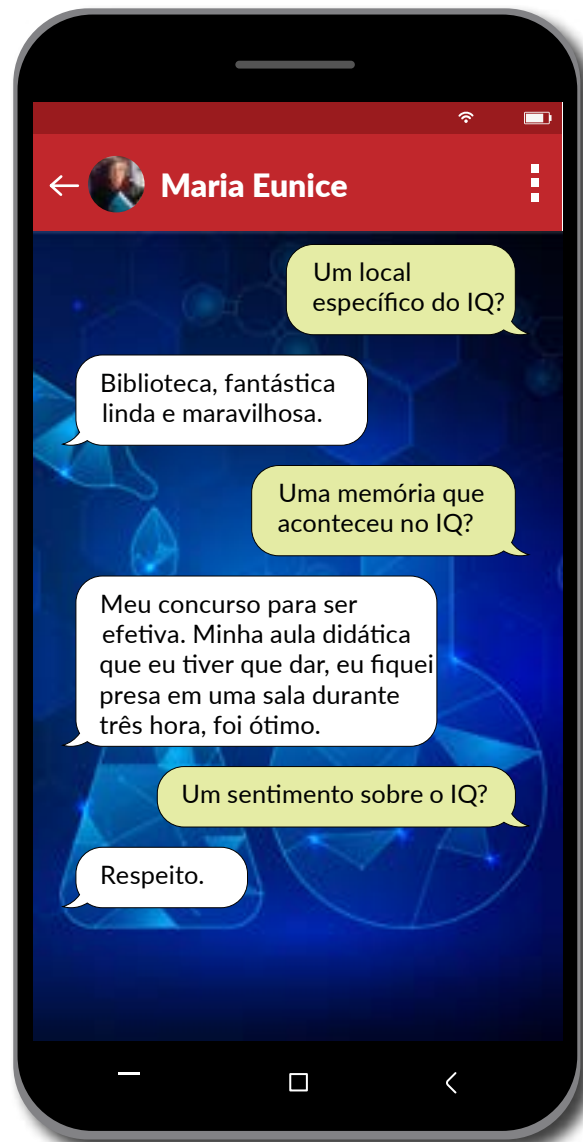 Maria Eunice
Um local
específico do IQ?
Biblioteca, fantástica
linda e maravilhosa.
Uma memória que
aconteceu no IQ?
Meu concurso para ser
efetiva. Minha aula didática
que eu tiver que dar, eu fiquei
presa em uma sala durante
três hora, foi ótimo.
Um sentimento sobre o IQ?
Respeito.